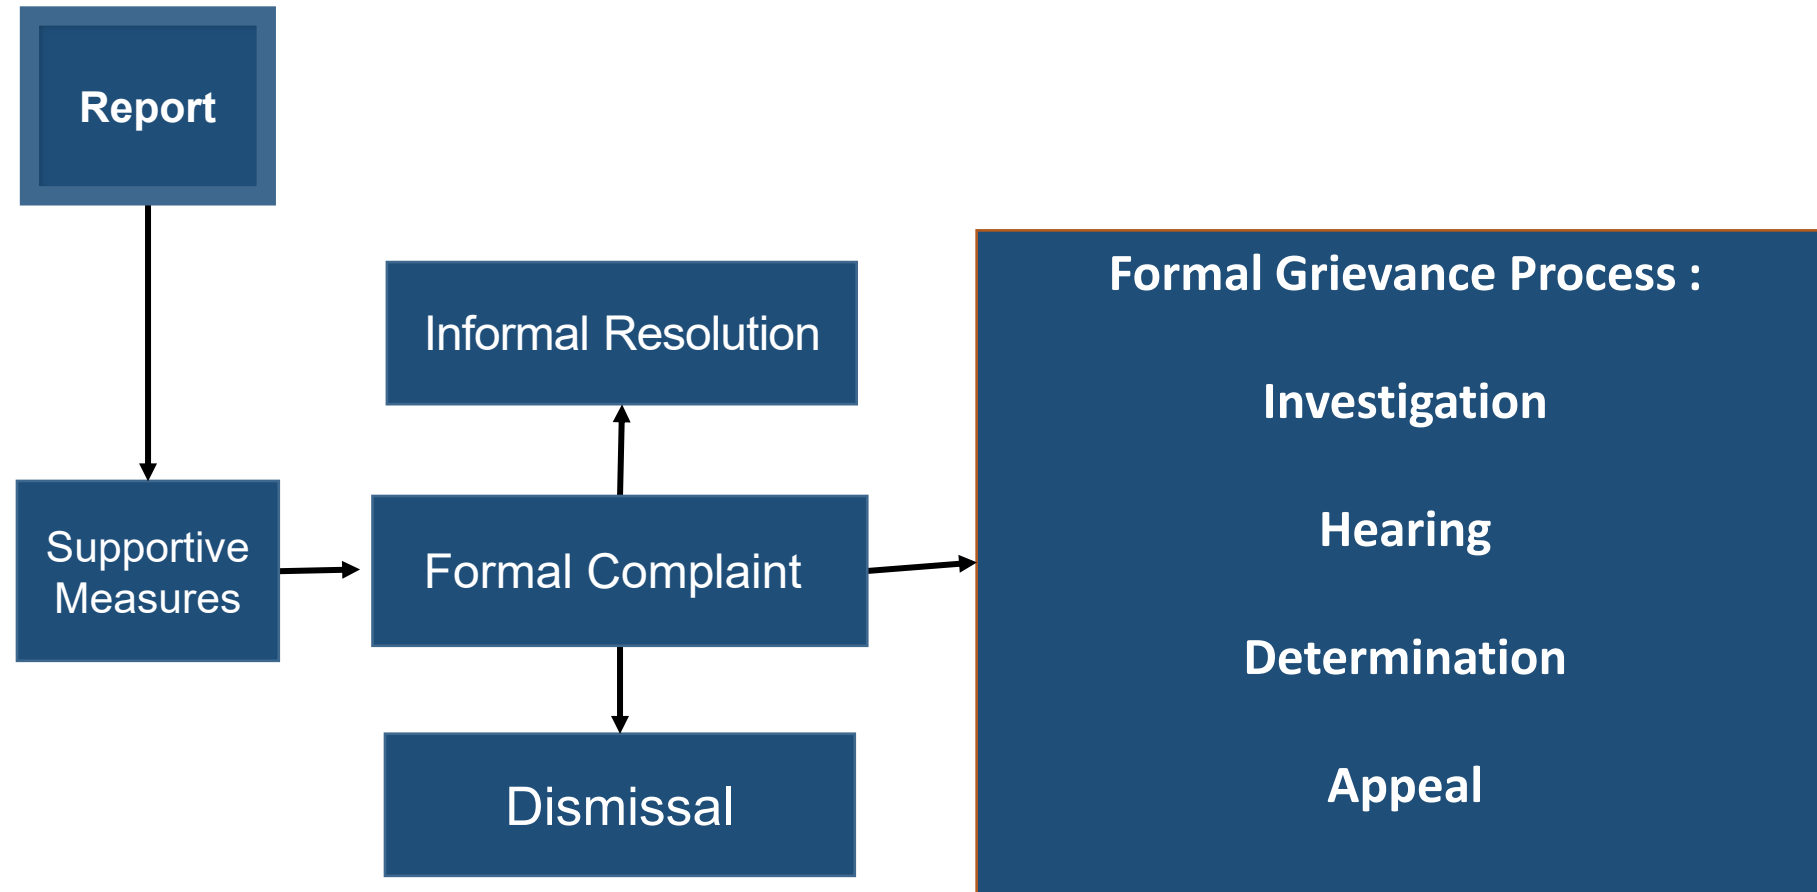 Report
Supportive
Measures
Informal Resolution
Formal Complaint
Dismissal
Formal Grievance Process :
Investigation
Hearing
Determination
Appeal